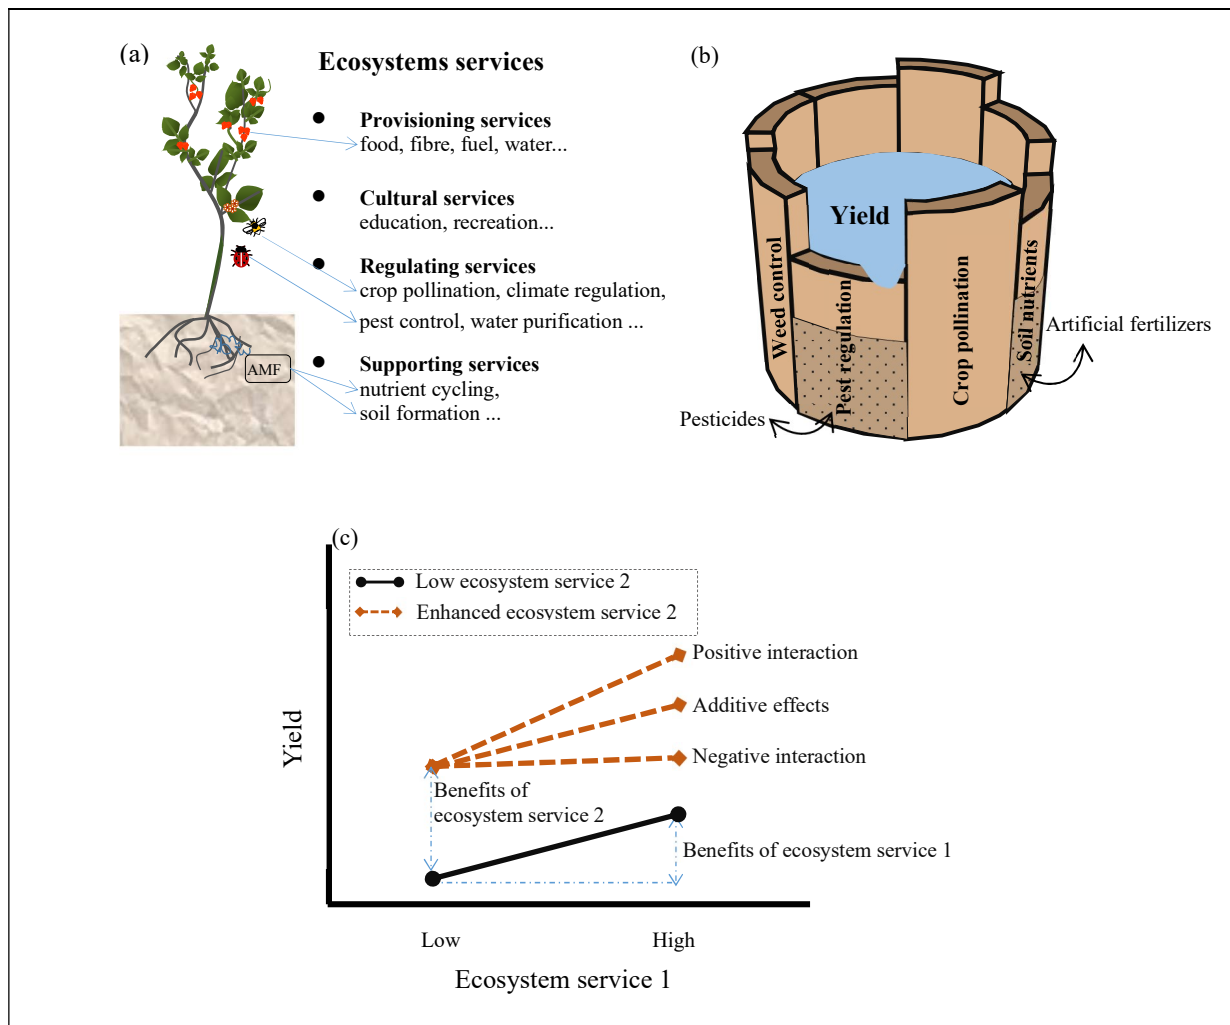 (a)
Ecosystems services
Provisioning services
food, fibre, fuel, water...
Cultural services
education, recreation...
Regulating services
crop pollination, climate regulation,
pest control, water purification ...
Supporting services
nutrient cycling,
soil formation ...
AMF
(b)
Yield
Weed control
Pest regulation
Crop pollination
Soil nutrients
Artificial fertilizers
Pesticides
(c)
Low ecosystem service 2
Enhanced ecosystem service 2
Positive interaction
Additive effects
Negative interaction
Benefits of
ecosystem service 2
Benefits of ecosystem service 1
Yield
Low
High
Ecosystem service 1